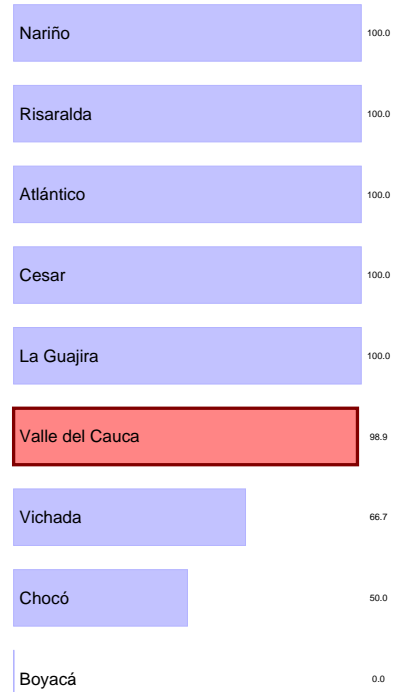 Nariño 100.0
Risaralda 100.0
Atlántico 100.0
Cesar 100.0
La Guajira 100.0
Valle del Cauca 98.9
Vichada 66.7
Chocó 50.0
Boyacá 0.0